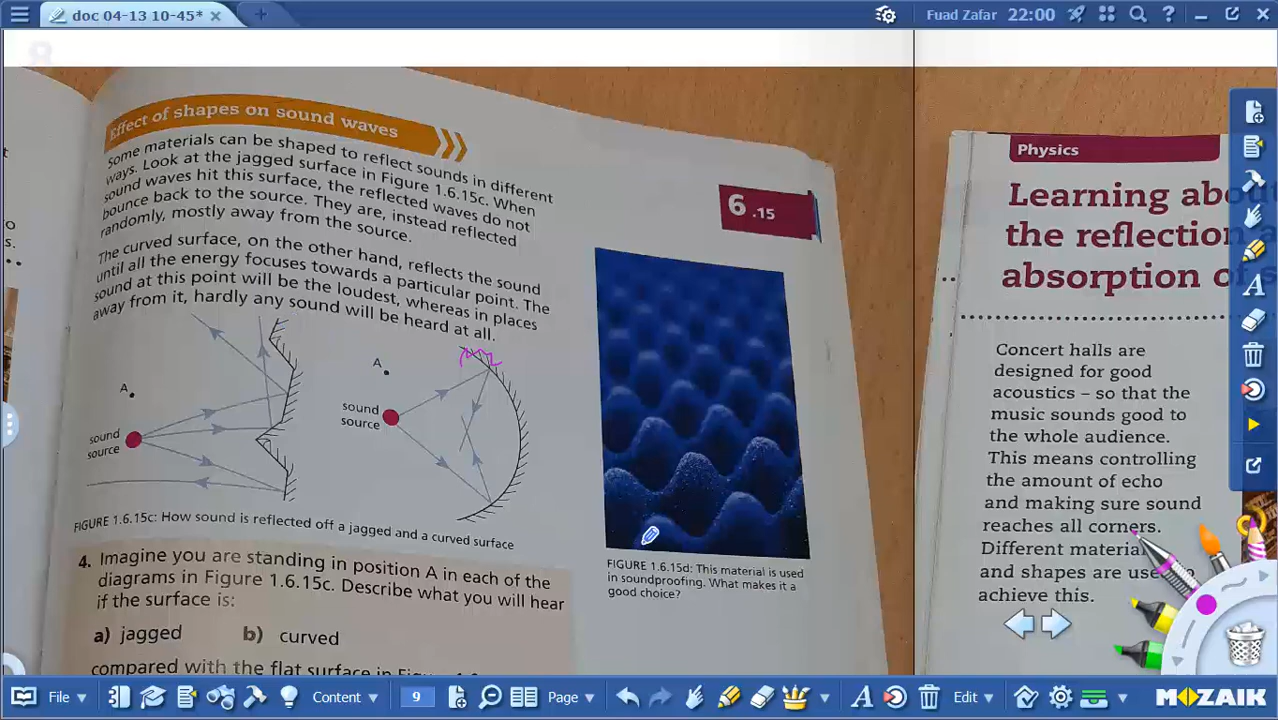 doc 04-13 10-45*
Fuad Zafar
22:00
8
Effect of shapes on sound waves
Some materials can be shaped to reflect sounds in different
ways. Look at the jagged surface in Figure 1.6.15c. When
sound waves hit this surface, the reflected waves do not
bounce back to the source. They are, instead reflected
randomly, mostly away from the source.
The curved surface, on the other hand, reflects the sound
until all the energy focuses towards a particular point. The
sound at this point will be the loudest, whereas in places
away from it, hardly any sound will be heard at all.
A
sound
source
A
sound
source
FIGURE 1.6.15c: How sound is reflected off a jagged and a curved surface
4. Imagine you are standing in position A in each of the
diagrams in Figure 1.6.15c. Describe what you will hear
if the surface is:
a) jagged b) curved
compared with the flat surface in
6.15
FIGURE 1.6.15d: This material is used
in soundproofing. What makes it a
good choice?
Physics
Learning
the reflection
absorption of
Concert halls are
designed for good
acoustics – so that the
music sounds good to
the whole audience.
This means controlling
the amount of echo
and making sure sound
reaches all corners.
Different
and shapes are
achieve this.
File
Content
9
Page
Edit
MOZAIK